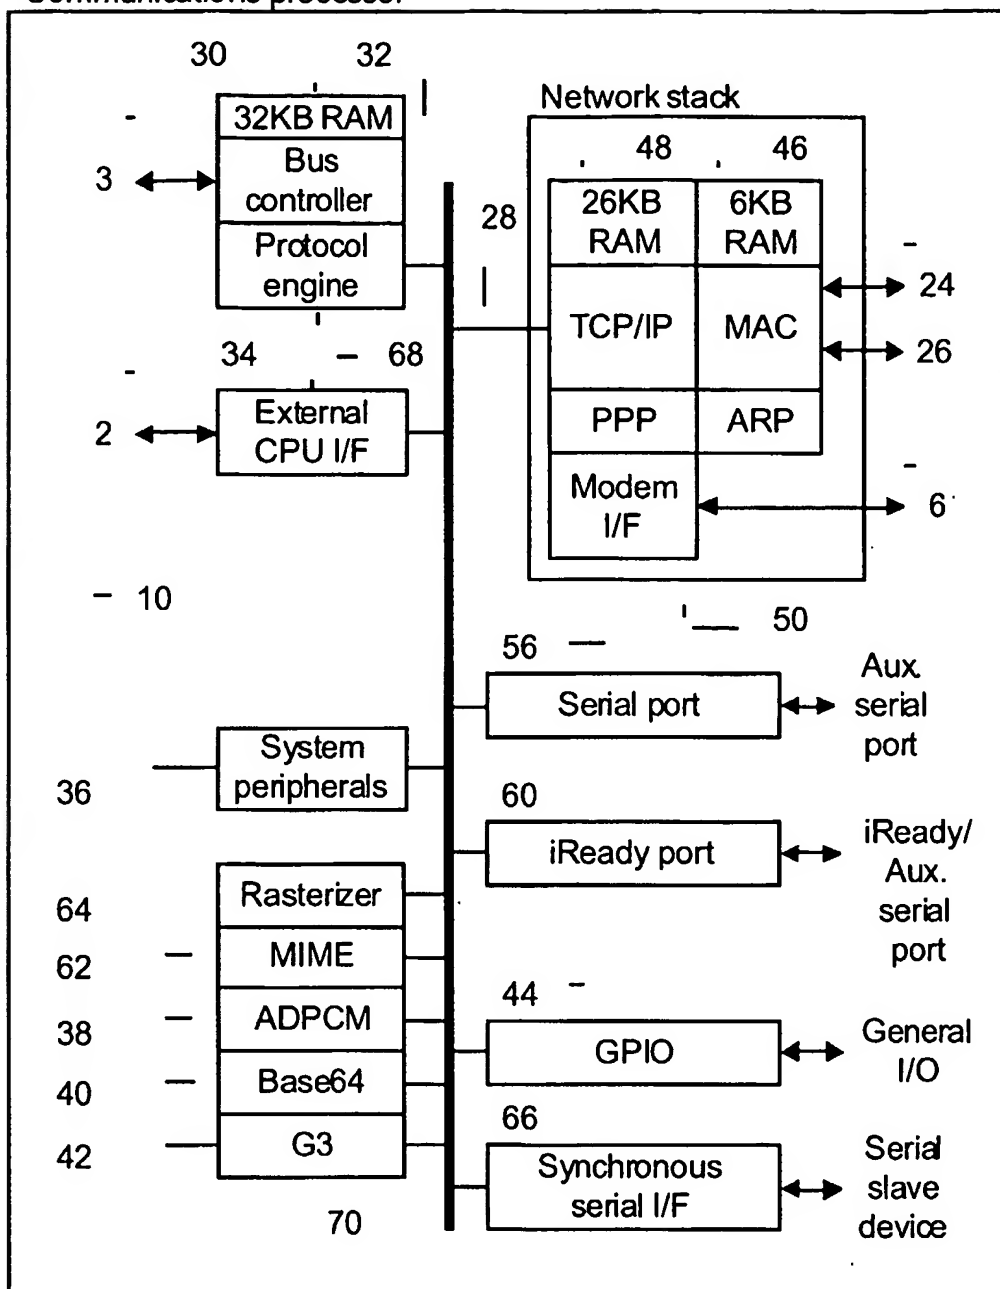 Communications processor
30 32
32KB RAM
Bus
controller
Protocol
engine
3
34 68
External
CPU I/F
2
10
28
Network stack
48 46
26KB
RAM
6KB
RAM
TCP/IP
MAC
PPP
ARP
Modem
I/F
24
26
6
50
56
Serial port
Aux.
serial
port
System
peripherals
36
60
iReady port
iReady/
Aux.
serial
port
Rasterizer
64
MIME
62
ADPCM
38
Base64
40
G3
42
70
44
GPIO
General
I/O
66
Synchronous
serial I/F
Serial
slave
device